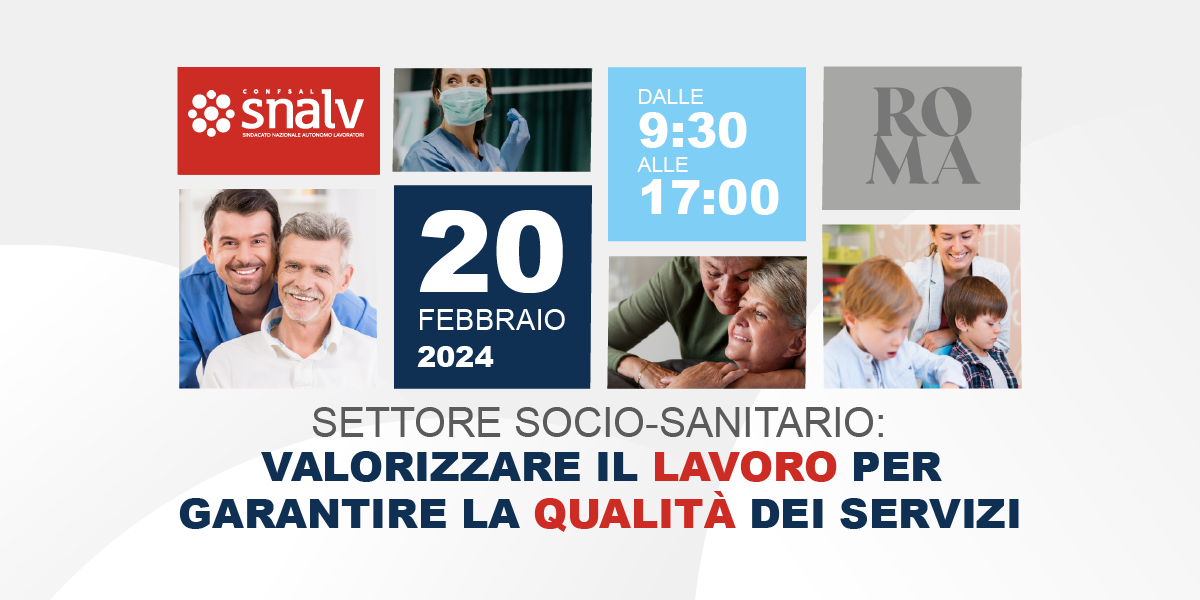 CONFSAL
snalv
SINDACATO NAZIONALE AUTONOMO LAVORATORI
DALLE
9:30
ALLE
17:00
RO
MA
20
FEBBRAIO
2024
SETTORE SOCIO-SANITARIO:
VALORIZZARE IL LAVORO PER
GARANTIRE LA QUALITÀ DEI SERVIZI